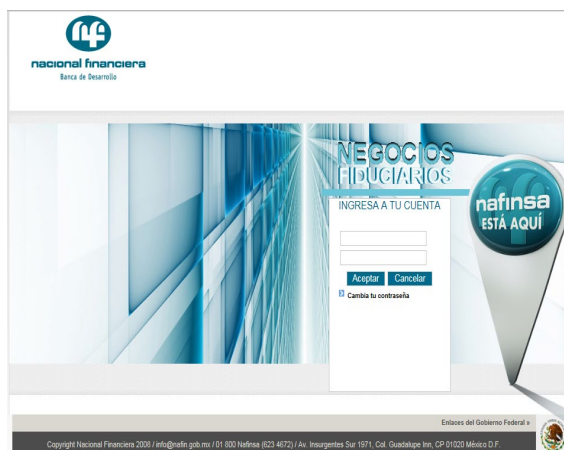 nf
nacional financiera
Banca de Desarrollo
NEGOCIOS
FIDUCIARIOS
INGRESA A TU CUENTA
Aceptar Cancelar
Cambia tu contraseña
nafinsa
ESTÁ AQUÍ
Enlaces del Gobierno Federal »
Copyright Nacional Financiera 2006 / info@nafin.gob.mx / 01 800 Nafinsa (623 4672) / Av. Insurgentes Sur 1971, Col. Guadalupe Inn, CP 01020 México D.F.